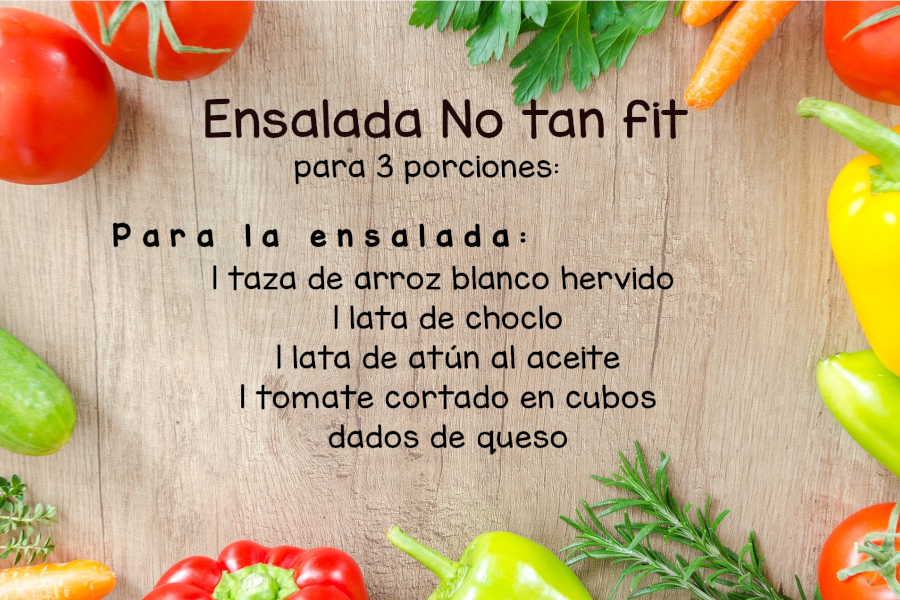 Ensalada No tan fit
para 3 porciones:
Para la ensalada:
1 taza de arroz blanco hervido
1 lata de choclo
1 lata de atún al aceite
1 tomate cortado en cubos
dados de queso